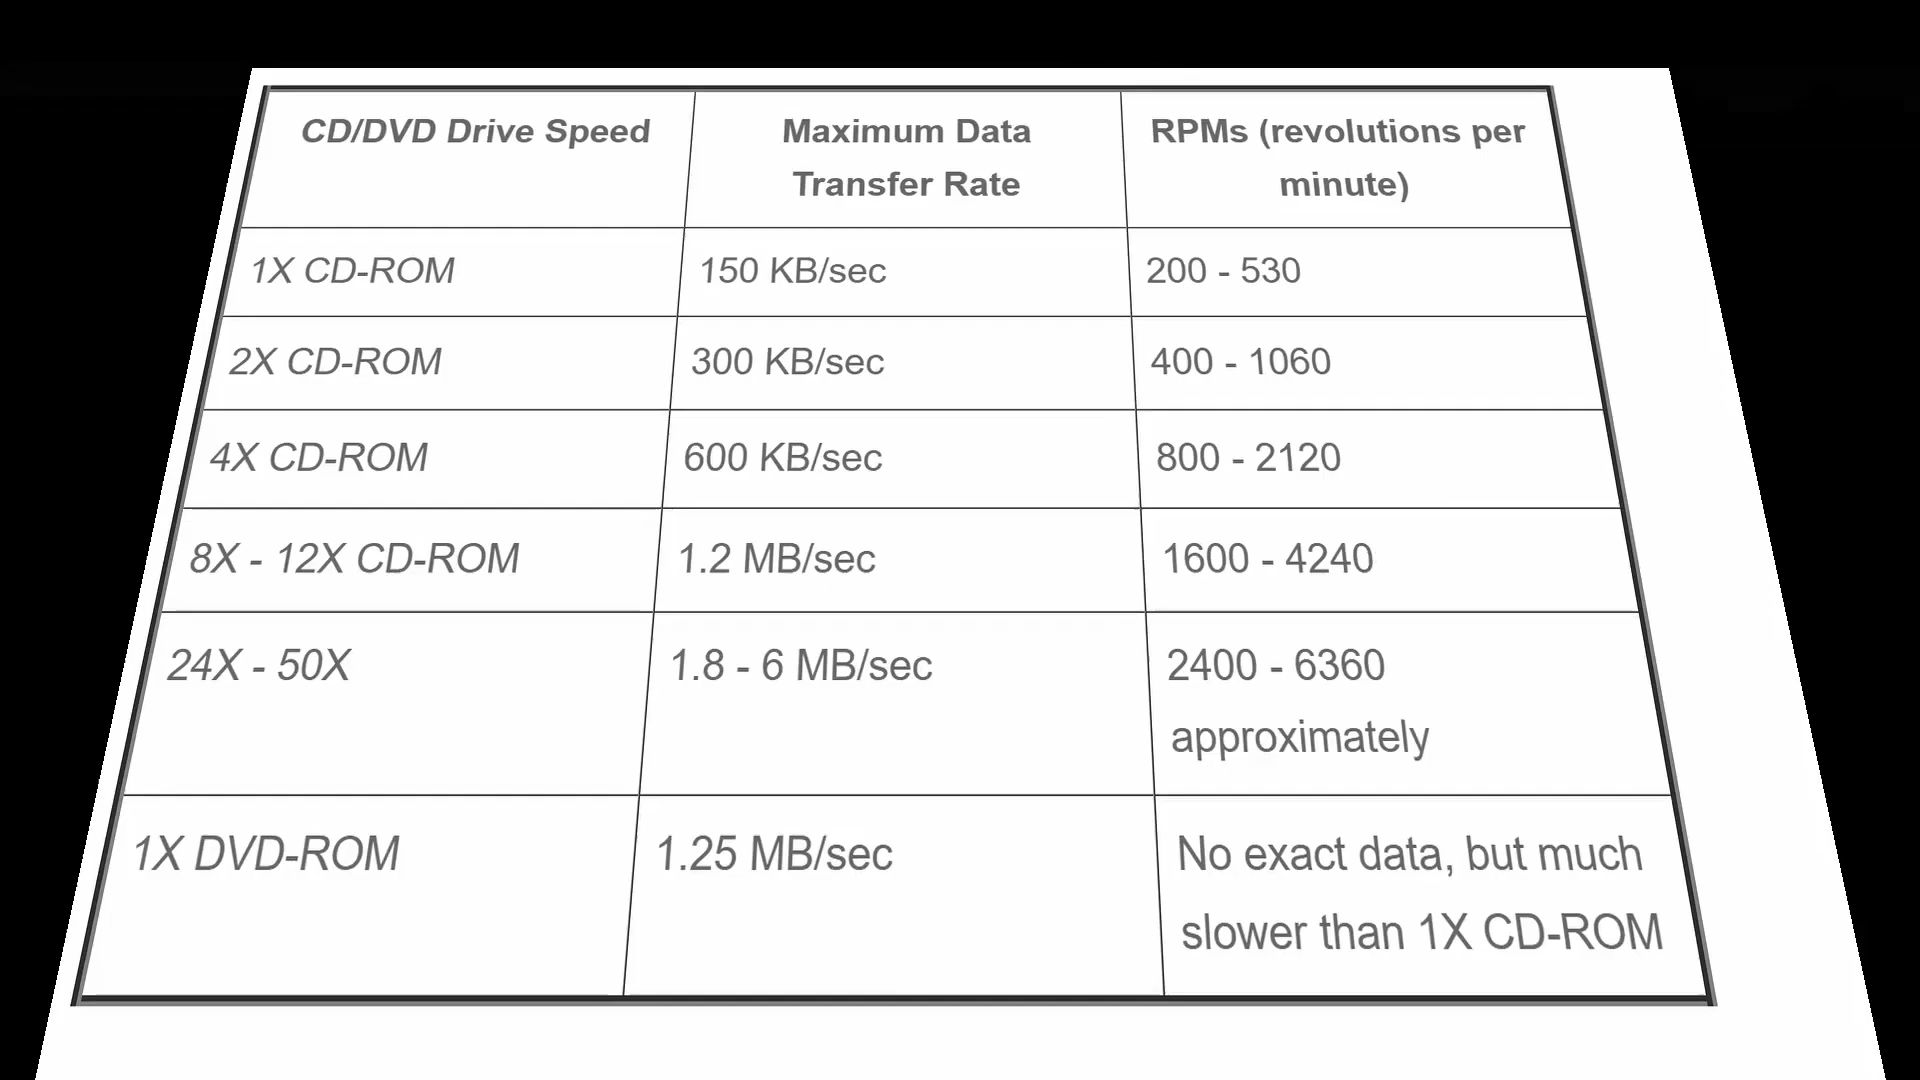 CD/DVD Drive Speed
Maximum Data
Transfer Rate
RPMs (revolutions per
minute)
1X CD-ROM
150 KB/sec
200 - 530
2X CD-ROM
300 KB/sec
400 - 1060
4X CD-ROM
600 KB/sec
800 - 2120
8X - 12X CD-ROM
1.2 MB/sec
1600 - 4240
24X - 50X
1.8 - 6 MB/sec
2400 - 6360
approximately
1X DVD-ROM
1.25 MB/sec
No exact data, but much
slower than 1X CD-ROM